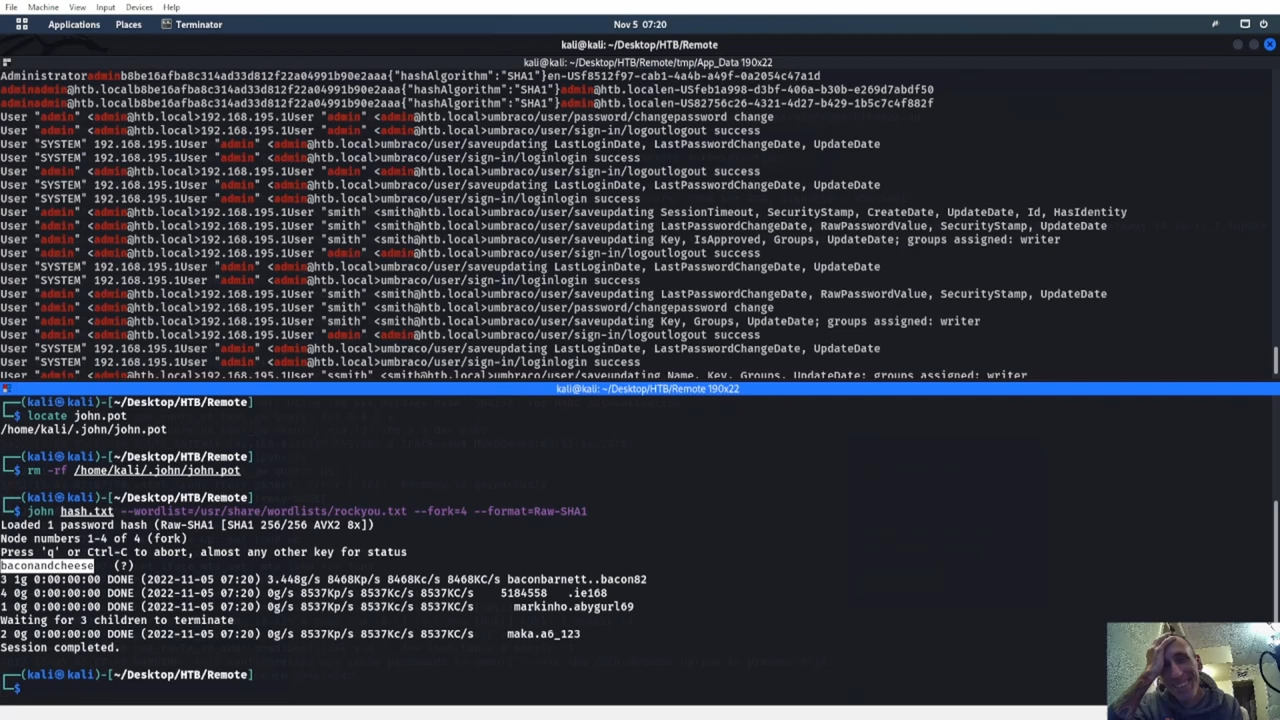 File Machine View Input Devices Help
Applications Places Terminator Nov 5 07:20
kali@kali: ~/Desktop/HTB/Remote
kali@kali: ~/Desktop/HTB/Remote/tmp/App_Data 190x22
Administratoradminb8be16afba8c314ad33d812f22a04991b90e2aaa{"hashAlgorithm":"SHA1"}en-USf8512f97-cab1-4a4b-a49f-0a2054c47a1d
adminadmin@htb.localb8be16afba8c314ad33d812f22a04991b90e2aaa{"hashAlgorithm":"SHA1"}admin@htb.localen-USfeb1a998-d3bf-406a-b30b-e269d7abdf50
adminadmin@htb.localb8be16afba8c314ad33d812f22a04991b90e2aaa{"hashAlgorithm":"SHA1"}admin@htb.localen-US82756c26-4321-4d27-b429-1b5c7c4f882f
User "admin" <admin@htb.local>192.168.195.1User "admin" <admin@htb.local>umbraco/user/password/changepassword change
User "admin" <admin@htb.local>192.168.195.1User "admin" <admin@htb.local>umbraco/user/sign-in/logoutlogout success
User "SYSTEM" 192.168.195.1User "admin" <admin@htb.local>umbraco/user/saveupdating LastLoginDate, LastPasswordChangeDate, UpdateDate
User "SYSTEM" 192.168.195.1User "admin" <admin@htb.local>umbraco/user/sign-in/loginlogin success
User "admin" <admin@htb.local>192.168.195.1User "admin" <admin@htb.local>umbraco/user/sign-in/logoutlogout success
User "SYSTEM" 192.168.195.1User "admin" <admin@htb.local>umbraco/user/saveupdating LastLoginDate, LastPasswordChangeDate, UpdateDate
User "SYSTEM" 192.168.195.1User "admin" <admin@htb.local>umbraco/user/sign-in/loginlogin success
User "admin" <admin@htb.local>192.168.195.1User "smith" <smith@htb.local>umbraco/user/saveupdating SessionTimeout, SecurityStamp, CreateDate, UpdateDate, Id, HasIdentity
User "admin" <admin@htb.local>192.168.195.1User "smith" <smith@htb.local>umbraco/user/saveupdating LastPasswordChangeDate, RawPasswordValue, SecurityStamp, UpdateDate
User "admin" <admin@htb.local>192.168.195.1User "smith" <smith@htb.local>umbraco/user/saveupdating Key, IsApproved, Groups, UpdateDate; groups assigned: writer
User "admin" <admin@htb.local>192.168.195.1User "admin" <admin@htb.local>umbraco/user/sign-in/logoutlogout success
User "SYSTEM" 192.168.195.1User "admin" <admin@htb.local>umbraco/user/saveupdating LastLoginDate, LastPasswordChangeDate, UpdateDate
User "SYSTEM" 192.168.195.1User "admin" <admin@htb.local>umbraco/user/sign-in/loginlogin success
User "admin" <admin@htb.local>192.168.195.1User "smith" <smith@htb.local>umbraco/user/saveupdating LastPasswordChangeDate, RawPasswordValue, SecurityStamp, UpdateDate
User "admin" <admin@htb.local>192.168.195.1User "smith" <smith@htb.local>umbraco/user/password/changepassword change
User "admin" <admin@htb.local>192.168.195.1User "smith" <smith@htb.local>umbraco/user/saveupdating Key, Groups, UpdateDate; groups assigned: writer
User "admin" <admin@htb.local>192.168.195.1User "admin" <admin@htb.local>umbraco/user/sign-in/logoutlogout success
User "SYSTEM" 192.168.195.1User "admin" <admin@htb.local>umbraco/user/saveupdating LastLoginDate, LastPasswordChangeDate, UpdateDate
User "SYSTEM" 192.168.195.1User "admin" <admin@htb.local>umbraco/user/sign-in/loginlogin success
User "admin" <admin@htb.local>192.168.195.1User "ssmith" <smith@htb.local>umbraco/user/saveupdating Name, Key, Groups, UpdateDate; groups assigned: writer
kali@kali: ~/Desktop/HTB/Remote 190x22
┌──(kali㉿kali)-[~/Desktop/HTB/Remote]
└─$ locate john.pot
/home/kali/.john/john.pot
┌──(kali㉿kali)-[~/Desktop/HTB/Remote]
└─$ rm -rf /home/kali/.john/john.pot
┌──(kali㉿kali)-[~/Desktop/HTB/Remote]
└─$ john hash.txt --wordlist=/usr/share/wordlists/rockyou.txt --fork=4 --format=Raw-SHA1
Loaded 1 password hash (Raw-SHA1 [SHA1 256/256 AVX2 8x])
Node numbers 1-4 of 4 (fork)
Press 'q' or Ctrl-C to abort, almost any other key for status
baconandcheese (?)
3 1g 0:00:00:00 DONE (2022-11-05 07:20) 3.448g/s 8468Kp/s 8468Kc/s 8468KC/s baconbarnett..bacon82
4 0g 0:00:00:00 DONE (2022-11-05 07:20) 0g/s 8537Kp/s 8537Kc/s 8537KC/s 5184558 .ie168
1 0g 0:00:00:00 DONE (2022-11-05 07:20) 0g/s 8537Kp/s 8537Kc/s 8537KC/s markinho.abygurl69
Waiting for 3 children to terminate
2 0g 0:00:00:00 DONE (2022-11-05 07:20) 0g/s 8537Kp/s 8537Kc/s 8537KC/s maka.a6_123
Session completed.
┌──(kali㉿kali)-[~/Desktop/HTB/Remote]
└─$